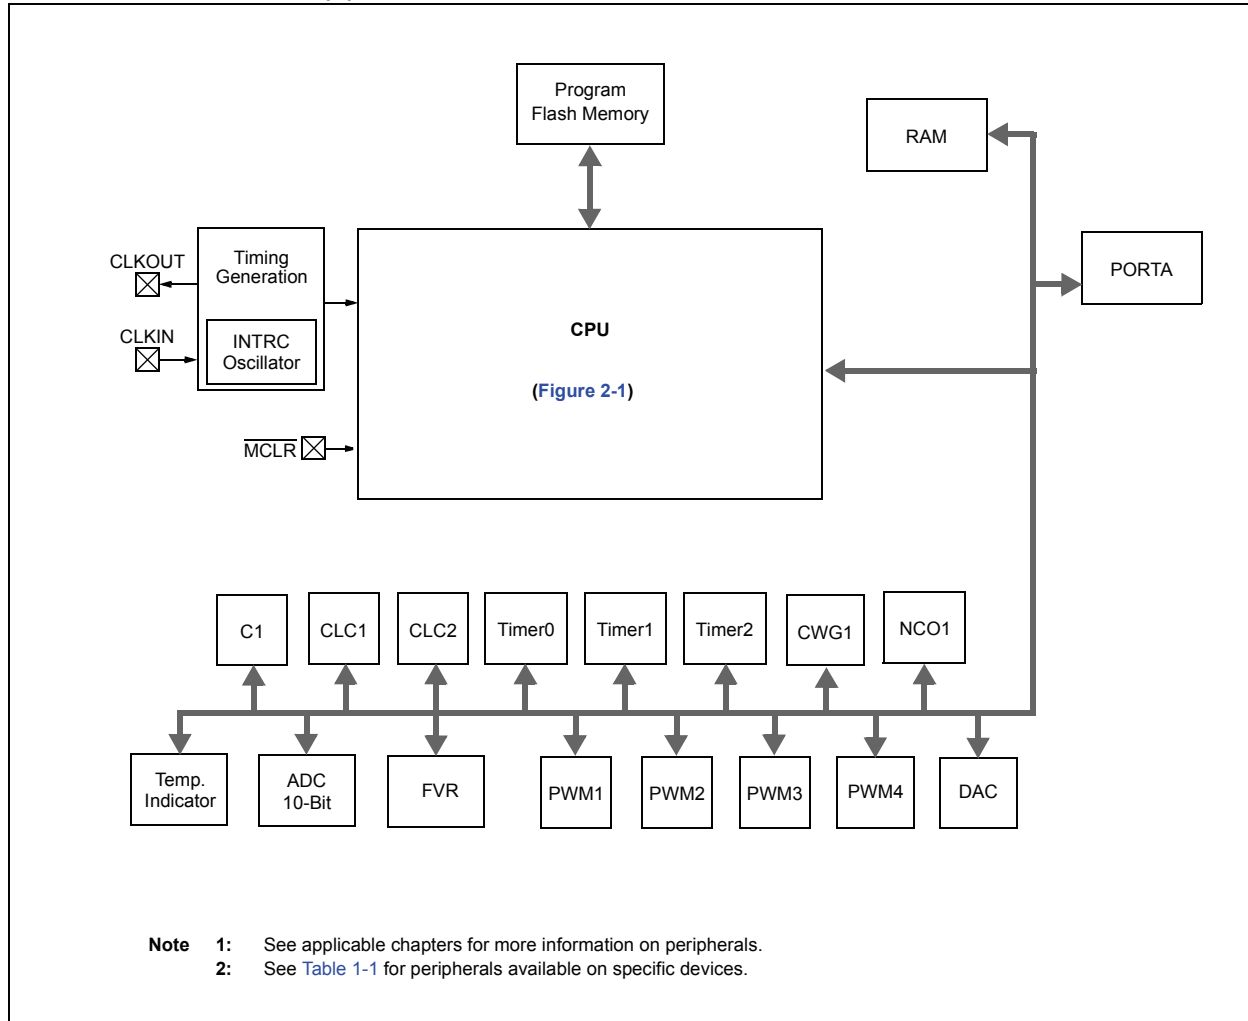 Program
Flash Memory
RAM
CLKOUT
Timing
Generation
PORTA
CLKIN
INTRC
Oscillator
CPU
(Figure 2-1)
MCLR
C1
CLC1
CLC2
Timer0
Timer1
Timer2
CWG1
NCO1
Temp.
Indicator
ADC
10-Bit
FVR
PWM1
PWM2
PWM3
PWM4
DAC
Note 1: See applicable chapters for more information on peripherals.
2: See Table 1-1 for peripherals available on specific devices.